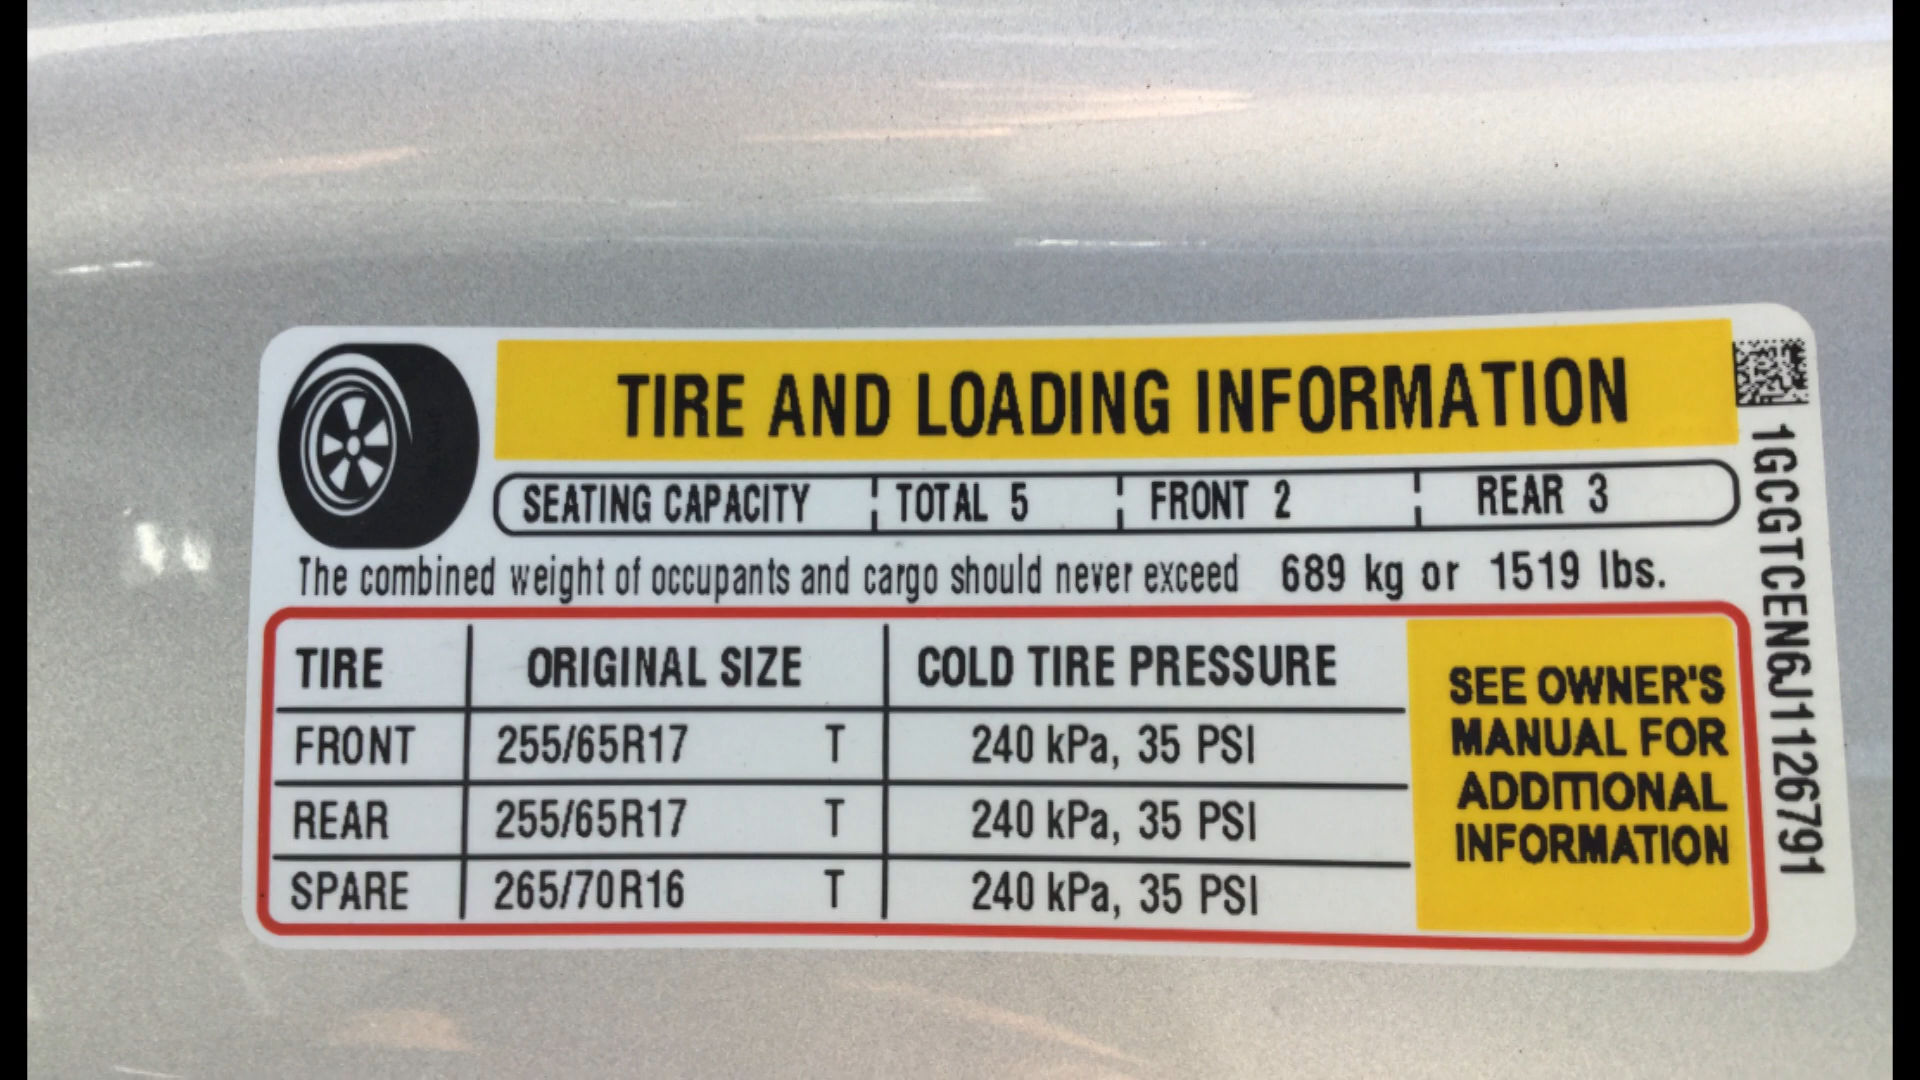 TIRE AND LOADING INFORMATION
SEATING CAPACITY TOTAL 5 FRONT 2 REAR 3
The combined weight of occupants and cargo should never exceed 689 kg or 1519 lbs.
TIRE ORIGINAL SIZE COLD TIRE PRESSURE
FRONT 255/65R17 T 240 kPa, 35 PSI
REAR 255/65R17 T 240 kPa, 35 PSI
SPARE 265/70R16 T 240 kPa, 35 PSI
SEE OWNER'S
MANUAL FOR
ADDITIONAL
INFORMATION
1GCGTCEN6J1126791